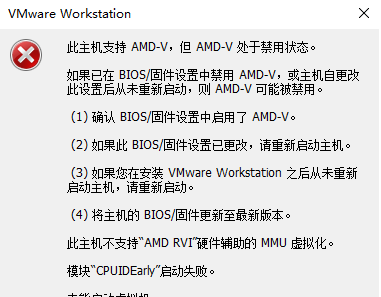 VMware Workstation
此主机支持 AMD-V，但 AMD-V 处于禁用状态。
如果已在 BIOS/固件设置中禁用 AMD-V，或主机自更改
此设置后从未重新启动，则 AMD-V 可能被禁用。
(1) 确认 BIOS/固件设置中启用了 AMD-V。
(2) 如果此 BIOS/固件设置已更改，请重新启动主机。
(3) 如果您在安装 VMware Workstation 之后从未重新
启动主机，请重新启动。
(4) 将主机的 BIOS/固件更新至最新版本。
此主机不支持“AMD RVI”硬件辅助的 MMU 虚拟化。
模块“CPUIDEarly”启动失败。